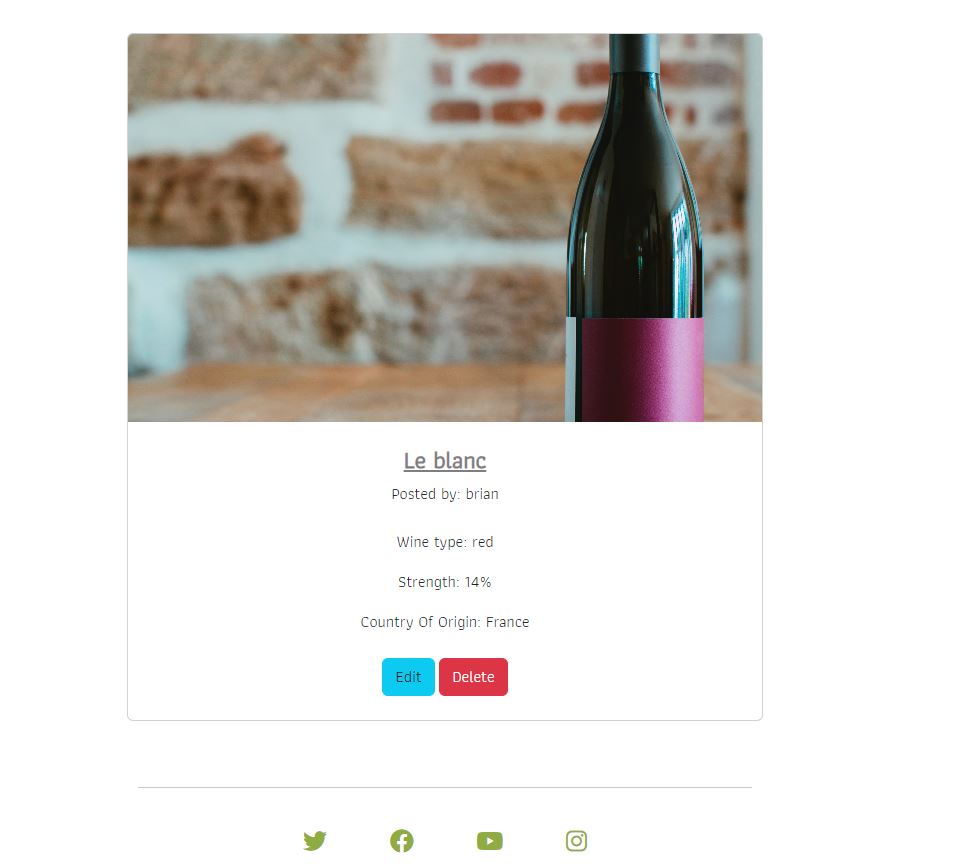 Le blanc
Posted by: brian
Wine type: red
Strength: 14%
Country Of Origin: France
Edit Delete